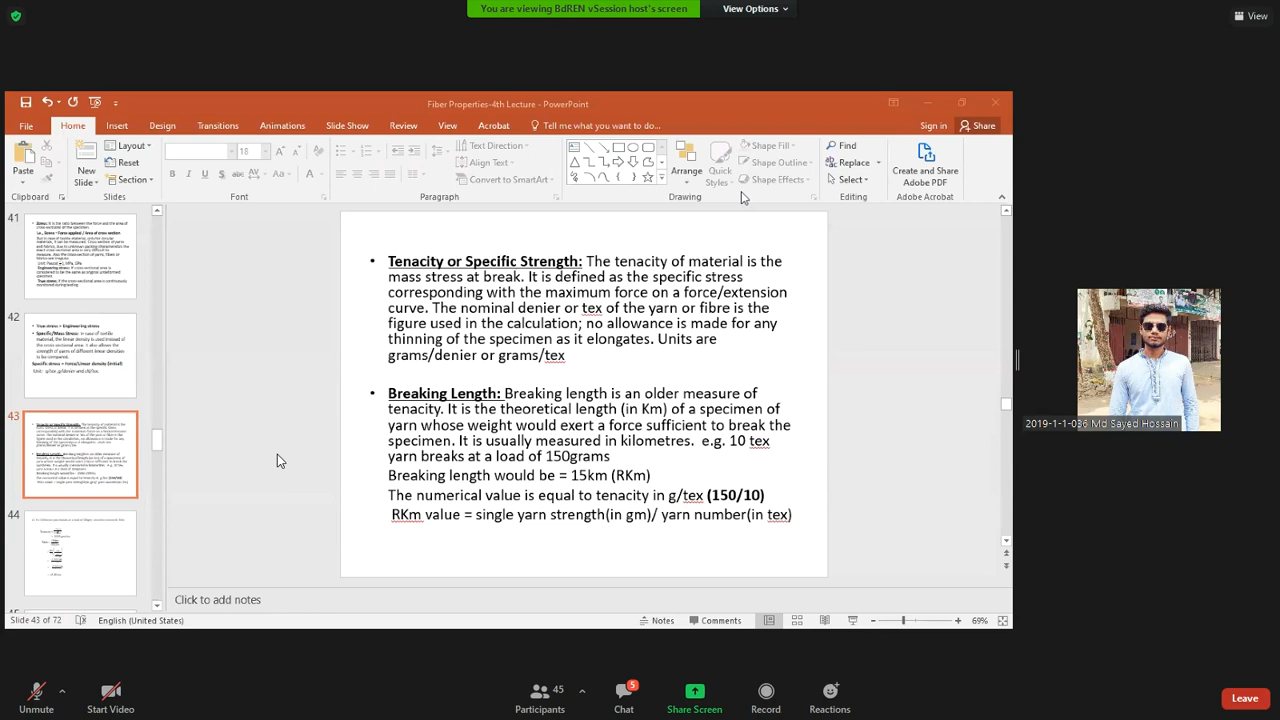 You are viewing BdREN vSession host's screen
View Options
View
Fiber Properties-4th Lecture - PowerPoint
File
Home
Insert
Design
Transitions
Animations
Slide Show
Review
View
Acrobat
Tell me what you want to do...
Sign in
Share
Paste
New
Slide
Layout
Reset
Section
18
Text Direction
Align Text
Convert to SmartArt
Arrange
Quick
Styles
Shape Fill
Shape Outline
Shape Effects
Find
Replace
Select
Create and Share
Adobe PDF
Clipboard
Slides
Font
Paragraph
Drawing
Editing
Adobe Acrobat
41
42
43
44
• Tenacity or Specific Strength: The tenacity of material is the
mass stress at break. It is defined as the specific stress
corresponding with the maximum force on a force/extension
curve. The nominal denier or tex of the yarn or fibre is the
figure used in the calculation; no allowance is made for any
thinning of the specimen as it elongates. Units are
grams/denier or grams/tex
• Breaking Length: Breaking length is an older measure of
tenacity. It is the theoretical length (in Km) of a specimen of
yarn whose weight would exert a force sufficient to break the
specimen. It is usually measured in kilometres. e.g. 10 tex
yarn breaks at a load of 150grams
Breaking length would be = 15km (RKm)
The numerical value is equal to tenacity in g/tex (150/10)
RKm value = single yarn strength(in gm)/ yarn number(in tex)
Click to add notes
Slide 43 of 72
English (United States)
Notes
Comments
69%
2019-1-1-036 Md Sayed Hossain
Unmute
Start Video
45
Participants
5
Chat
Share Screen
Record
Reactions
Leave